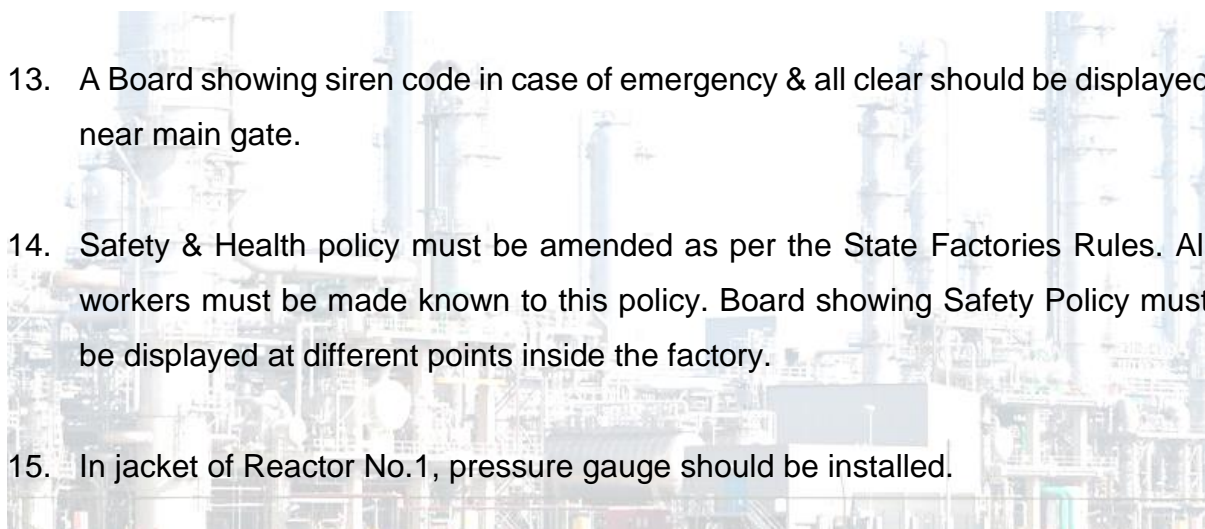 13. A Board showing siren code in case of emergency & all clear should be displayed
near main gate.
14. Safety & Health policy must be amended as per the State Factories Rules. Al
workers must be made known to this policy. Board showing Safety Policy must
be displayed at different points inside the factory.
15. In jacket of Reactor No.1, pressure gauge should be installed.